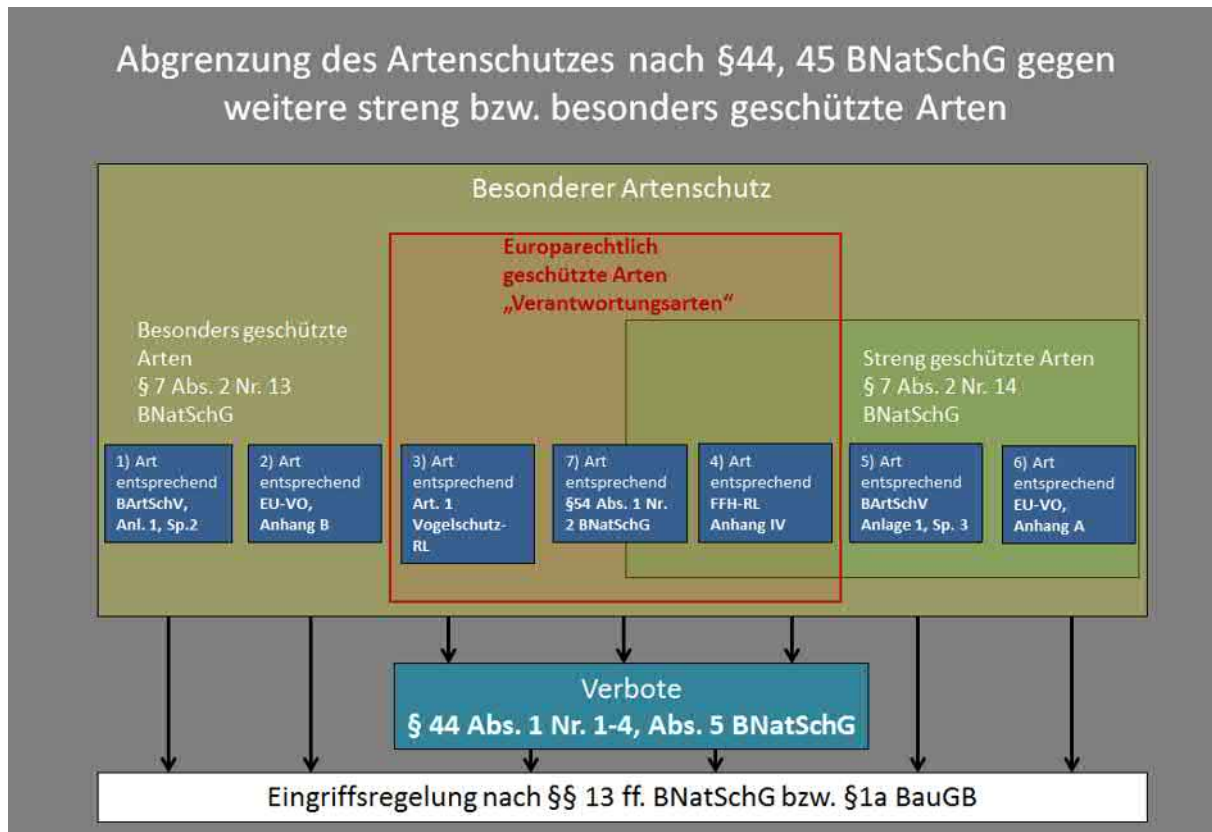 Abgrenzung des Artenschutzes nach §44, 45 BNatSchG gegen
weitere streng bzw. besonders geschützte Arten
Besonderer Artenschutz
Europarechtlich
geschützte Arten
„Verantwortungsarten“
Besonders geschützte
Arten
§ 7 Abs. 2 Nr. 13
BNatSchG
Streng geschützte Arten
§ 7 Abs. 2 Nr. 14
BNatSchG
1) Art
entsprechend
BArtSchV,
Anl. 1, Sp.2
2) Art
entsprechend
EU-VO,
Anhang B
3) Art
entsprechend
Art. 1
Vogelschutz-
RL
7) Art
entsprechend
§54 Abs. 1 Nr.
2 BNatSchG
4) Art
entsprechend
FFH-RL
Anhang IV
5) Art
entsprechend
BArtSchV
Anlage 1, Sp. 3
6) Art
entsprechend
EU-VO,
Anhang A
Verbote
§ 44 Abs. 1 Nr. 1-4, Abs. 5 BNatSchG
Eingriffsregelung nach §§ 13 ff. BNatSchG bzw. §1a BauGB